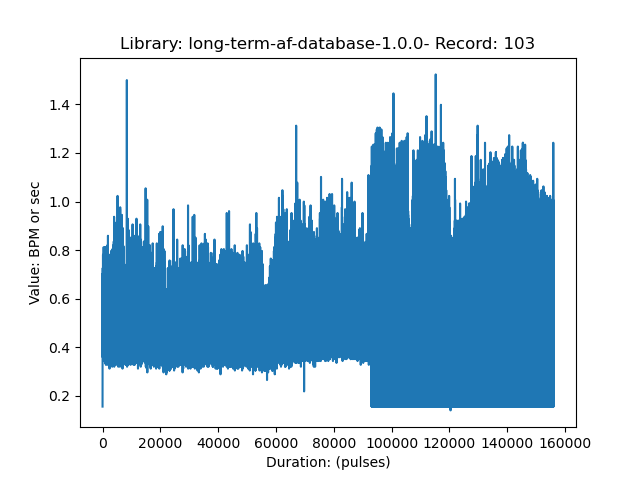 Library: long-term-af-database-1.0.0- Record: 103
Value: BPM or sec
1.4
1.2
1.0
0.8
0.6
0.4
0.2
0 20000 40000 60000 80000 100000 120000 140000 160000
Duration: (pulses)